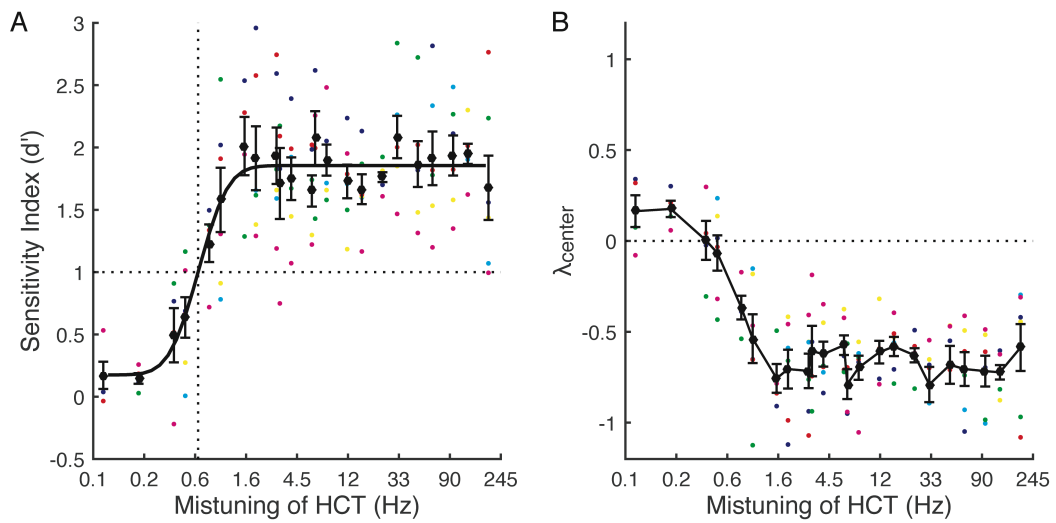 A
Sensitivity Index (d')
3
2.5
2
1.5
1
0.5
0
-0.5
0.1 0.2 0.6 1.6 4.5 12 33 90 245
Mistuning of HCT (Hz)
B
λcenter
1
0.5
0
-0.5
-1
0.1 0.2 0.6 1.6 4.5 12 33 90 245
Mistuning of HCT (Hz)